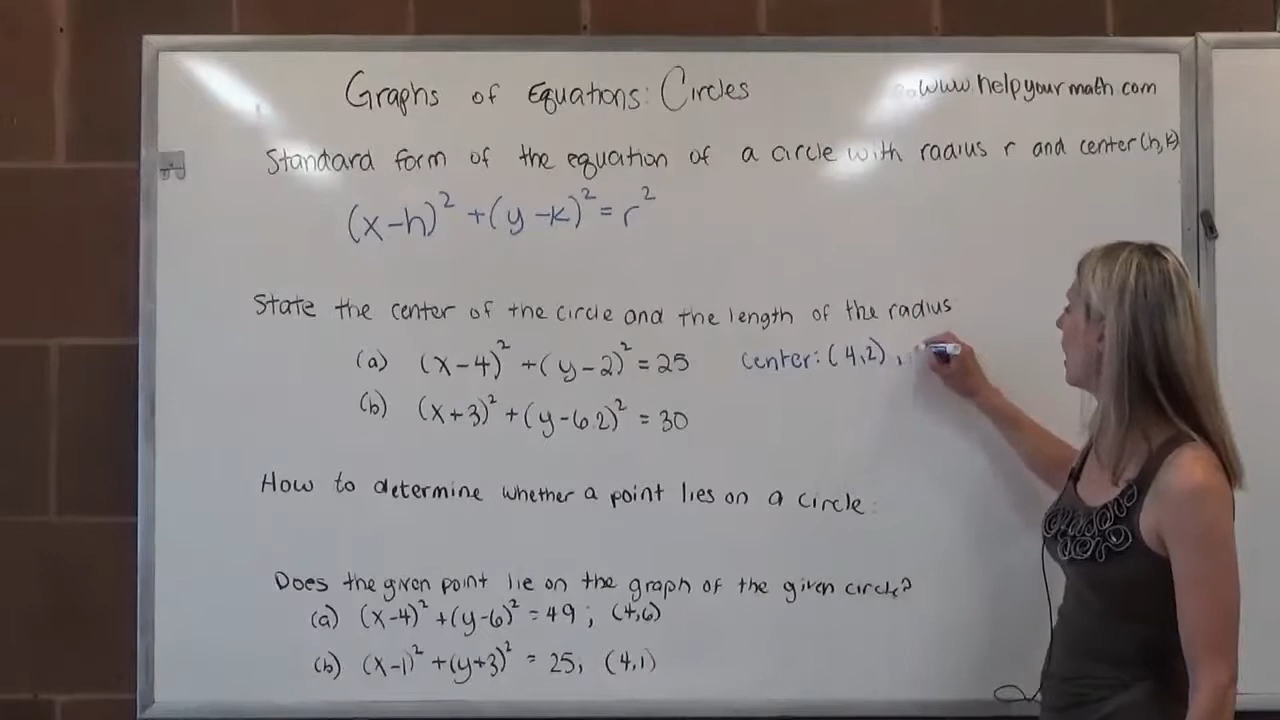 Graphs of Equations: Circles
www.helpyourmath.com
Standard form of the equation of a circle with radius r and center (h,k)
(x-h)² + (y-k)² = r²
State the center of the circle and the length of the radius
(a) (x-4)² + (y-2)² = 25 center: (4,2),
(b) (x+3)² + (y-6.2)² = 30
How to determine whether a point lies on a circle:
Does the given point lie on the graph of the given circle?
(a) (x-4)² + (y-6)² = 49; (4,6)
(b) (x-1)² + (y+3)² = 25, (4,1)